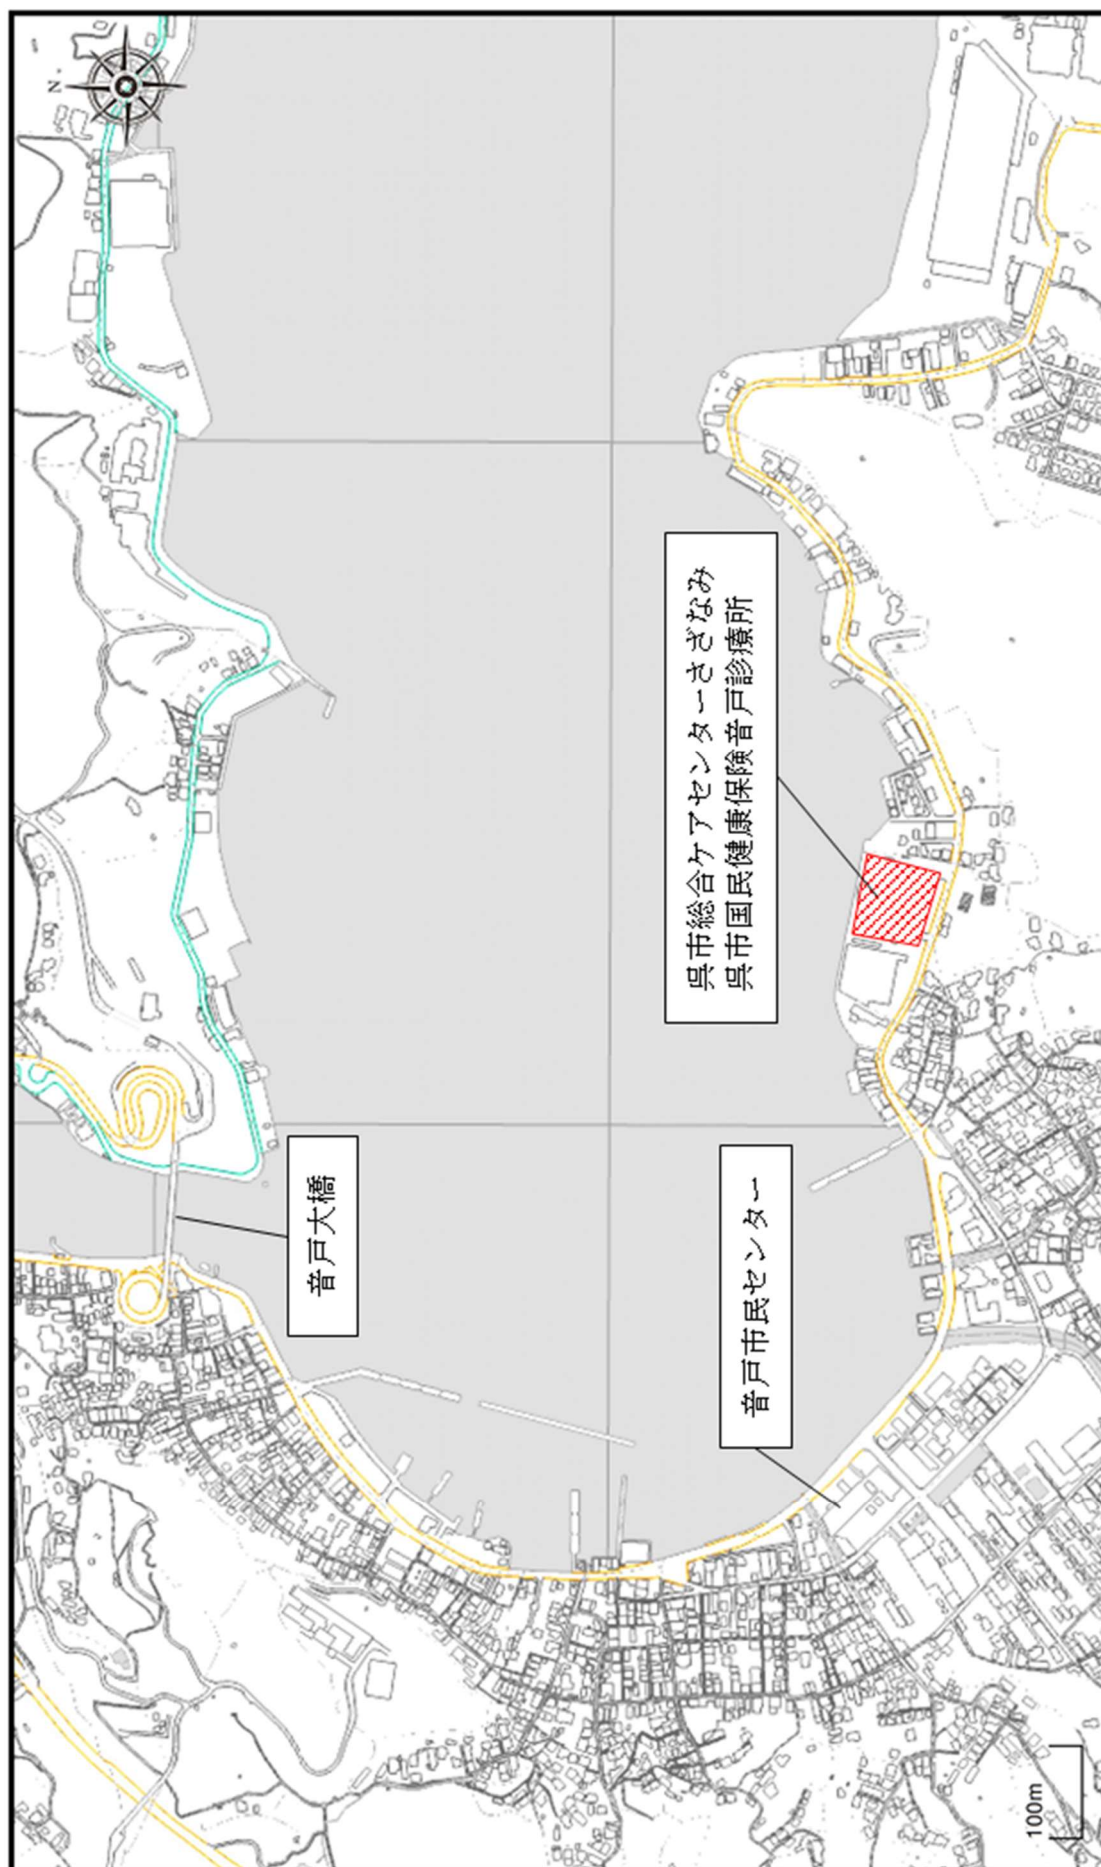 N
呉市総合ケアセンターさざなみ
呉市国民健康保険音戸診療所
音戸大橋
音戸市民センター
100m